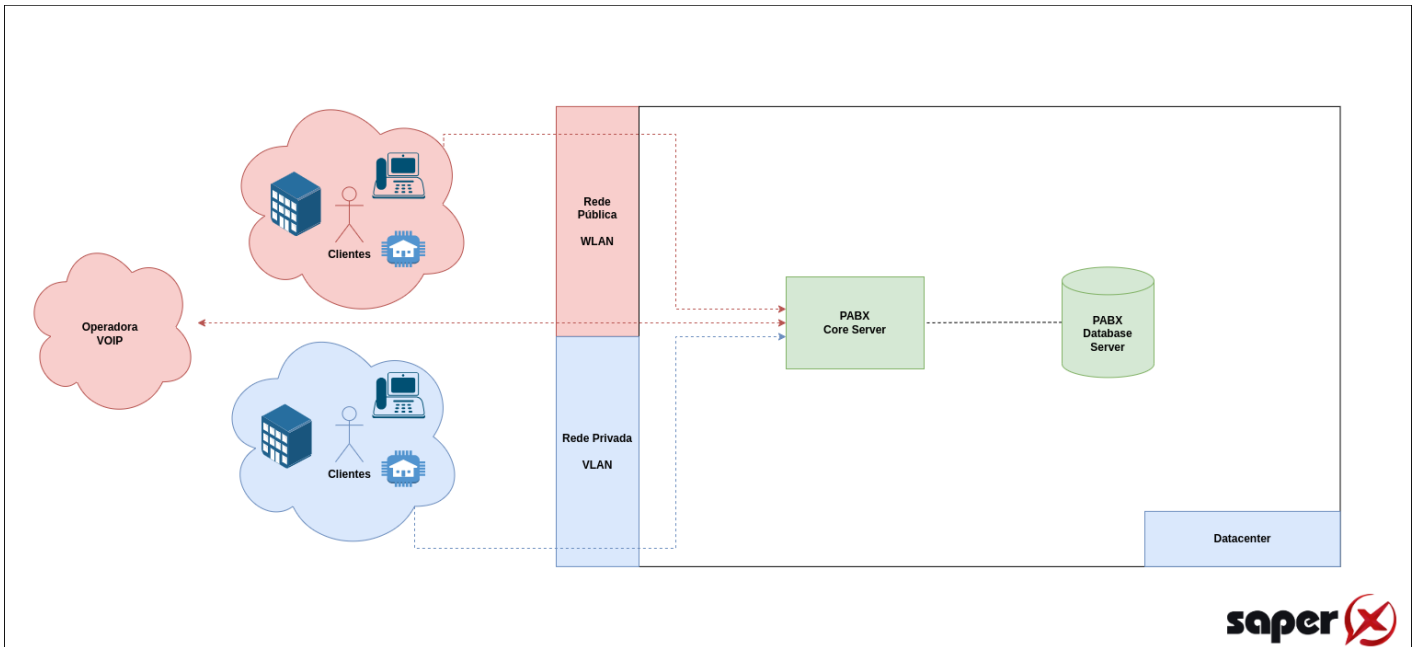 Clientes
Rede
Pública
WLAN
Operadora
VOIP
PABX
Core Server
PABX
Database
Server
Clientes
Rede Privada
VLAN
Datacenter
saper X